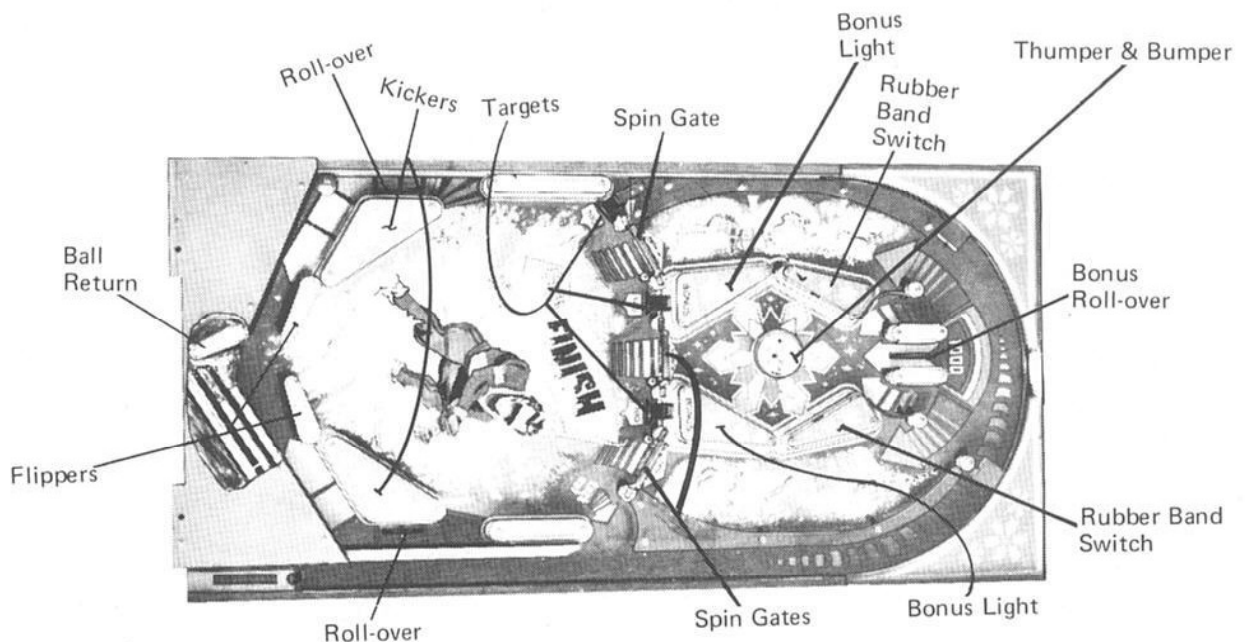 Bonus
Light
Thumper & Bumper
Roll-over
Kickers
Targets
Spin Gate
Rubber
Band
Switch
Ball
Return
Bonus
Roll-over
FINISH
Flippers
Rubber Band
Switch
Bonus Light
Spin Gates
Roll-over